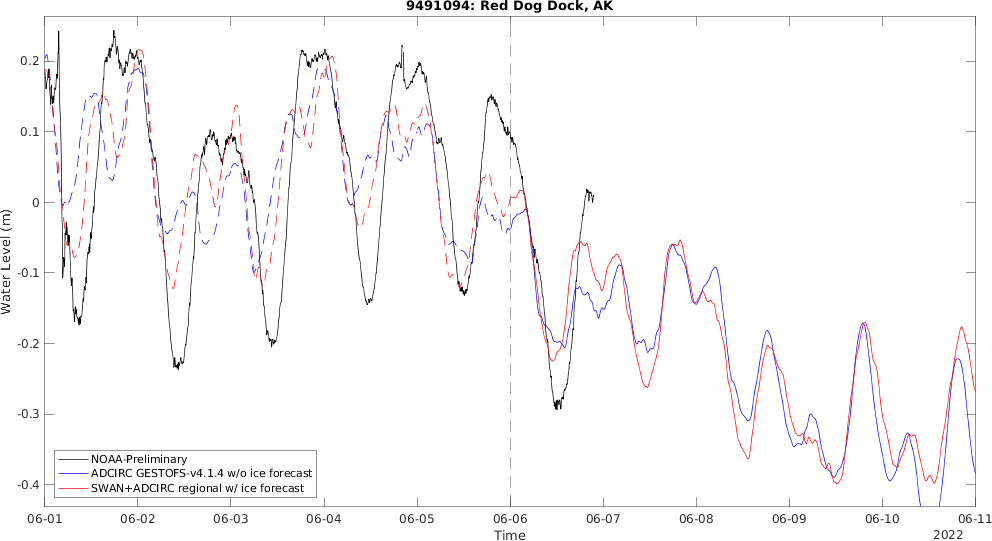 9491094: Red Dog Dock, AK
Water Level (m)
0.2
0.1
0
-0.1
-0.2
-0.3
-0.4
NOAA-Preliminary
ADCIRC GESTOFS-v4.1.4 w/o ice forecast
SWAN+ADCIRC regional w/ ice forecast
06-01 06-02 06-03 06-04 06-05 06-06 06-07 06-08 06-09 06-10 06-11
Time
2022